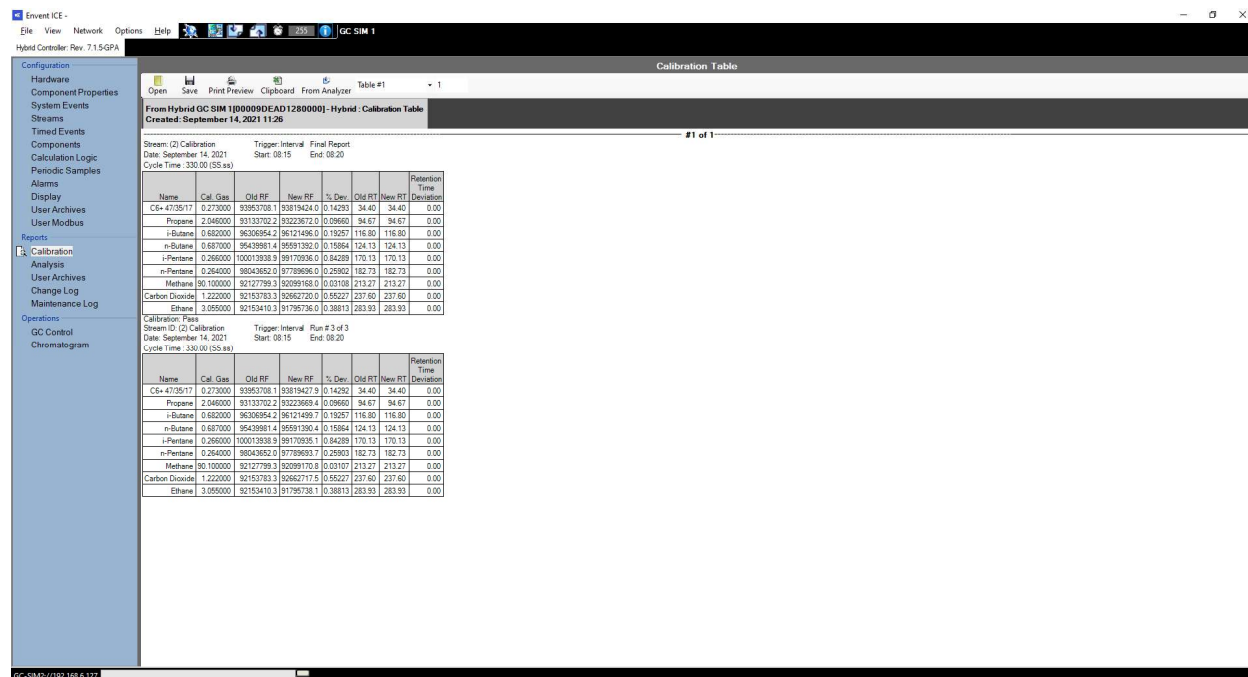 Envent ICE -
File View Network Options Help 255 GC SIM 1
Hybrid Controller: Rev. 7.1.5-GPA
Configuration
Hardware
Component Properties
System Events
Streams
Timed Events
Components
Calculation Logic
Periodic Samples
Alarms
Display
User Archives
User Modbus
Reports
Calibration
Analysis
User Archives
Change Log
Maintenance Log
Operations
GC Control
Chromatogram
Calibration Table
Open Save Print Preview Clipboard From Analyzer Table #1 1
From Hybrid GC SIM 1[00009DEAD1280000] - Hybrid : Calibration Table
Created: September 14, 2021 11:26
#1 of 1
Stream: (2) Calibration Trigger: Interval Final Report
Date: September 14, 2021 Start: 08:15 End: 08:20
Cycle Time : 330.00 (SS.ss)
Name Cal. Gas Old RF New RF % Dev. Old RT New RT Retention Time Deviation
C6+ 47/35/17 0.273000 93953708.1 93819424.0 0.14293 34.40 34.40 0.00
Propane 2.046000 93133702.2 93223672.0 0.09660 94.67 94.67 0.00
i-Butane 0.682000 96306954.2 96121496.0 0.19257 116.80 116.80 0.00
n-Butane 0.687000 95439981.4 95591392.0 0.15864 124.13 124.13 0.00
i-Pentane 0.266000 100013938.9 99170936.0 0.84289 170.13 170.13 0.00
n-Pentane 0.264000 98043652.0 97789696.0 0.25902 182.73 182.73 0.00
Methane 90.100000 92127799.3 92099168.0 0.03108 213.27 213.27 0.00
Carbon Dioxide 1.222000 92153783.3 92662720.0 0.55227 237.60 237.60 0.00
Ethane 3.055000 92153410.3 91795736.0 0.38813 283.93 283.93 0.00
Calibration: Pass
Stream ID: (2) Calibration Trigger: Interval Run # 3 of 3
Date: September 14, 2021 Start: 08:15 End: 08:20
Cycle Time : 330.00 (SS.ss)
Name Cal. Gas Old RF New RF % Dev. Old RT New RT Retention Time Deviation
C6+ 47/35/17 0.273000 93953708.1 93819427.9 0.14292 34.40 34.40 0.00
Propane 2.046000 93133702.2 93223669.4 0.09660 94.67 94.67 0.00
i-Butane 0.682000 96306954.2 96121499.7 0.19257 116.80 116.80 0.00
n-Butane 0.687000 95439981.4 95591390.4 0.15864 124.13 124.13 0.00
i-Pentane 0.266000 100013938.9 99170935.1 0.84289 170.13 170.13 0.00
n-Pentane 0.264000 98043652.0 97789693.7 0.25903 182.73 182.73 0.00
Methane 90.100000 92127799.3 92099170.8 0.03107 213.27 213.27 0.00
Carbon Dioxide 1.222000 92153783.3 92662717.5 0.55227 237.60 237.60 0.00
Ethane 3.055000 92153410.3 91795738.1 0.38813 283.93 283.93 0.00
GC-SIM2://192.168.6.127